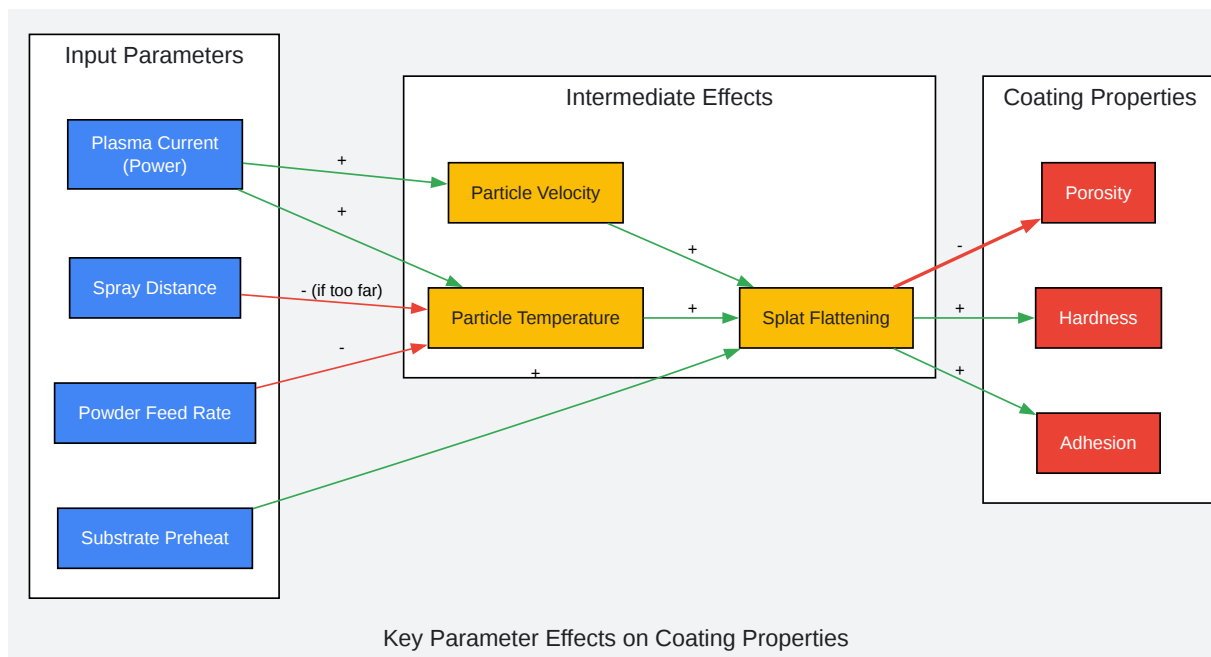 Input Parameters
Plasma Current
(Power)
Spray Distance
Powder Feed Rate
Substrate Preheat
+
+
- (if too far)
-
+
Intermediate Effects
Particle Velocity
Particle Temperature
+
+
Splat Flattening
-
+
+
Coating Properties
Porosity
Hardness
Adhesion
Key Parameter Effects on Coating Properties